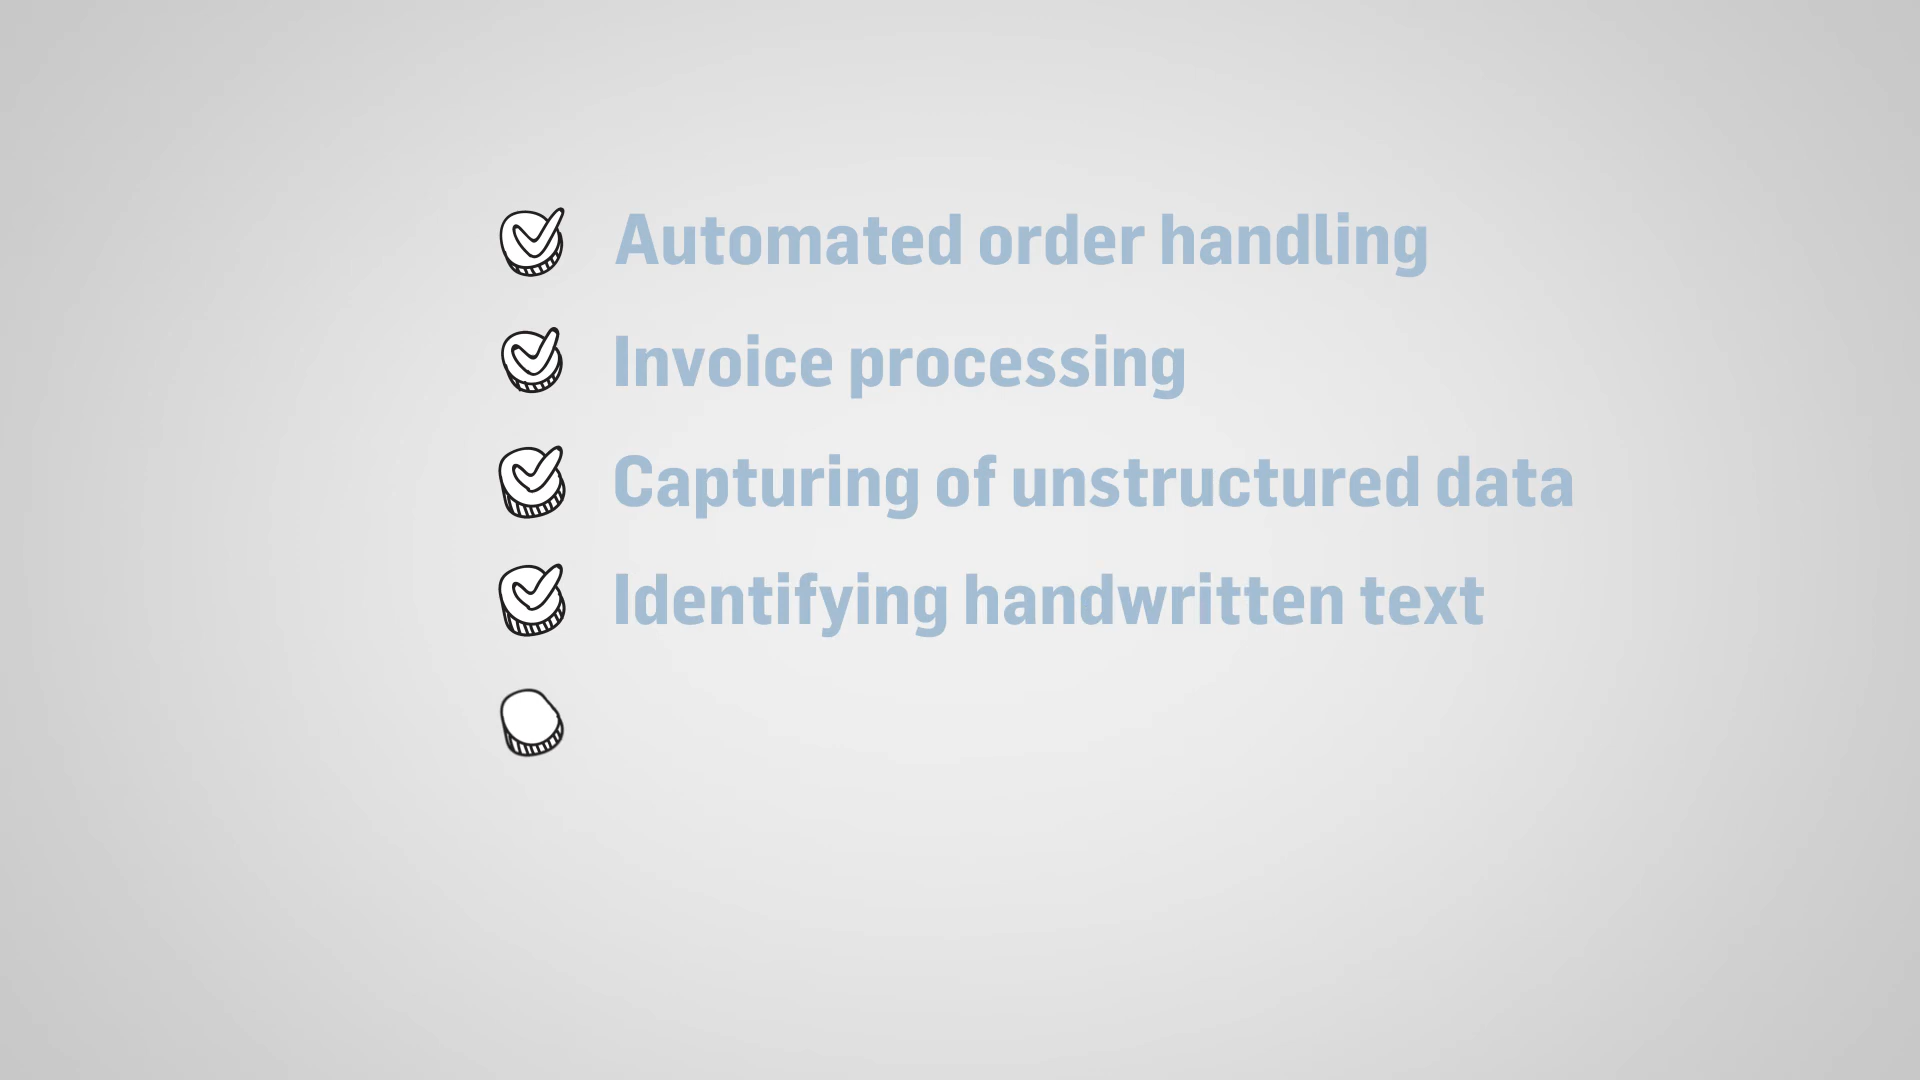 Automated order handling
Invoice processing
Capturing of unstructured data
Identifying handwritten text